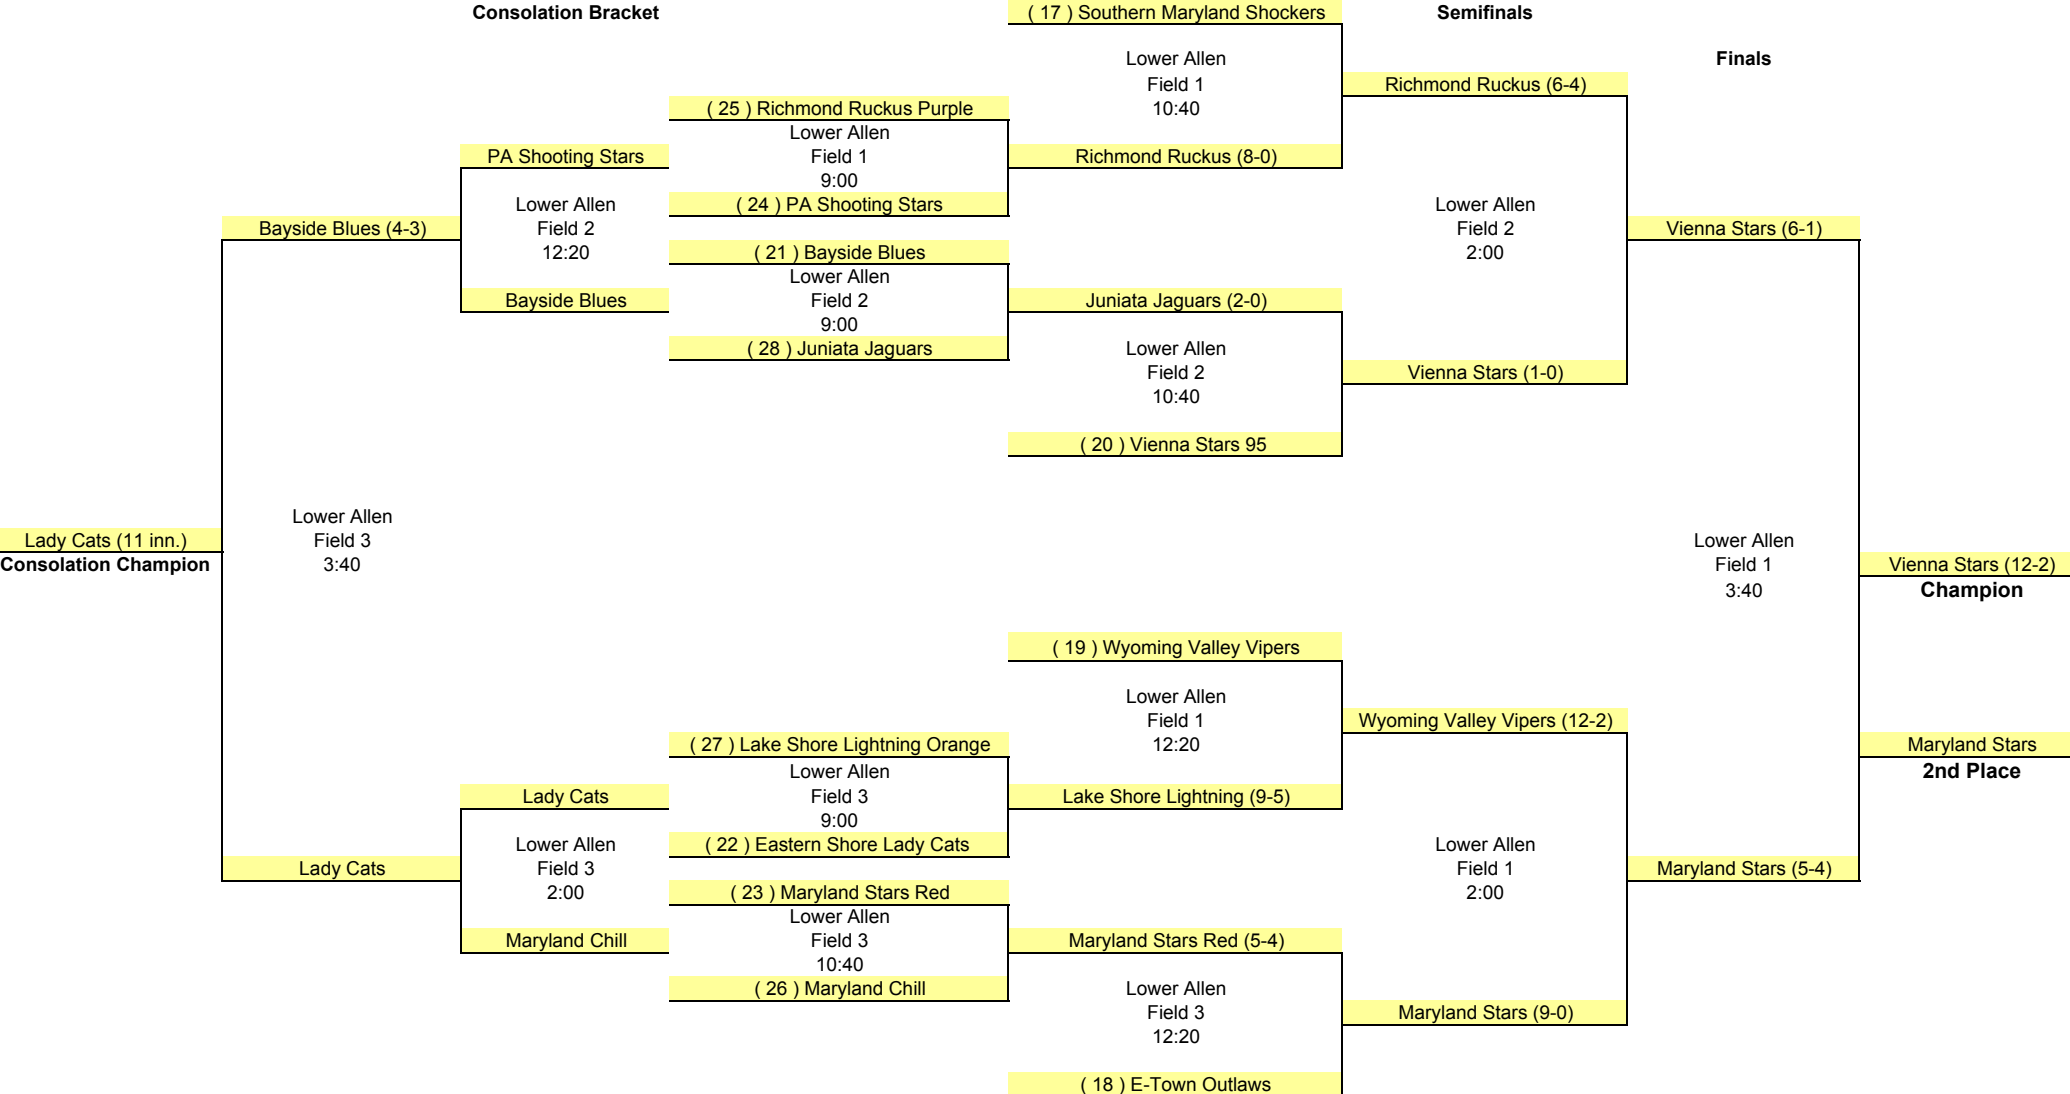 Consolation Bracket
( 17 ) Southern Maryland Shockers
Semifinals
Lower Allen
Finals
Field 1
Richmond Ruckus (6-4)
( 25 ) Richmond Ruckus Purple
10:40
Lower Allen
PA Shooting Stars
Field 1
Richmond Ruckus (8-0)
9:00
Lower Allen
( 24 ) PA Shooting Stars
Lower Allen
Bayside Blues (4-3)
Field 2
Field 2
Vienna Stars (6-1)
12:20
( 21 ) Bayside Blues
2:00
Lower Allen
Bayside Blues
Field 2
Juniata Jaguars (2-0)
9:00
( 28 ) Juniata Jaguars
Lower Allen
Field 2
Vienna Stars (1-0)
10:40
( 20 ) Vienna Stars 95
Lower Allen
Lady Cats (11 inn.)
Field 3
Lower Allen
Consolation Champion
3:40
Field 1
Vienna Stars (12-2)
3:40
Champion
( 19 ) Wyoming Valley Vipers
Lower Allen
Field 1
Wyoming Valley Vipers (12-2)
( 27 ) Lake Shore Lightning Orange
12:20
Maryland Stars
Lower Allen
2nd Place
Lady Cats
Field 3
Lake Shore Lightning (9-5)
9:00
Lower Allen
( 22 ) Eastern Shore Lady Cats
Lower Allen
Lady Cats
Field 3
Field 1
Maryland Stars (5-4)
2:00
( 23 ) Maryland Stars Red
2:00
Lower Allen
Maryland Chill
Field 3
Maryland Stars Red (5-4)
10:40
( 26 ) Maryland Chill
Lower Allen
Field 3
Maryland Stars (9-0)
12:20
( 18 ) E-Town Outlaws